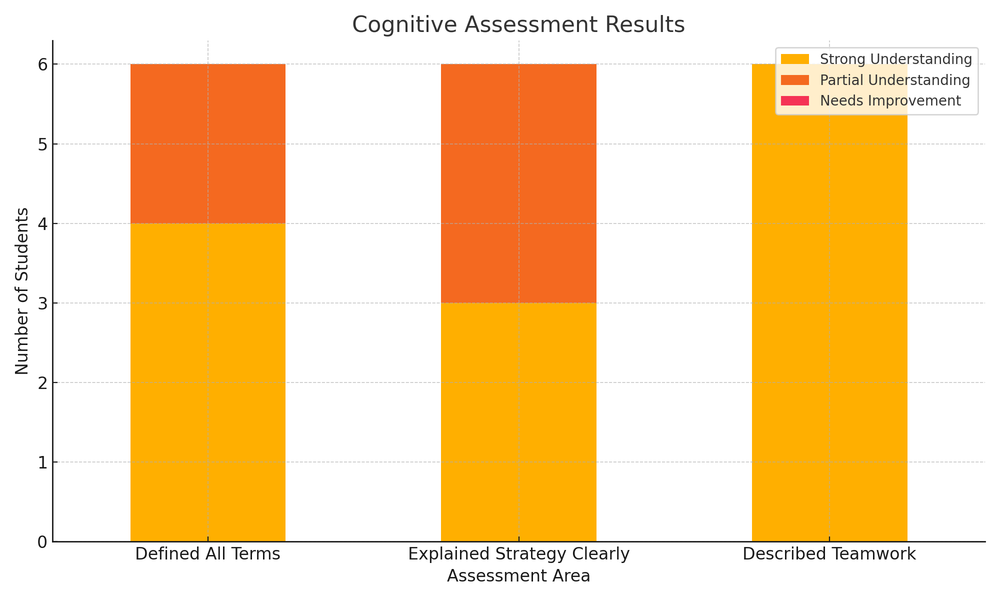 Cognitive Assessment Results
Strong Understanding
Partial Understanding
Needs Improvement
6
5
4
3
2
1
0
Number of Students
Defined All Terms
Explained Strategy Clearly
Described Teamwork
Assessment Area